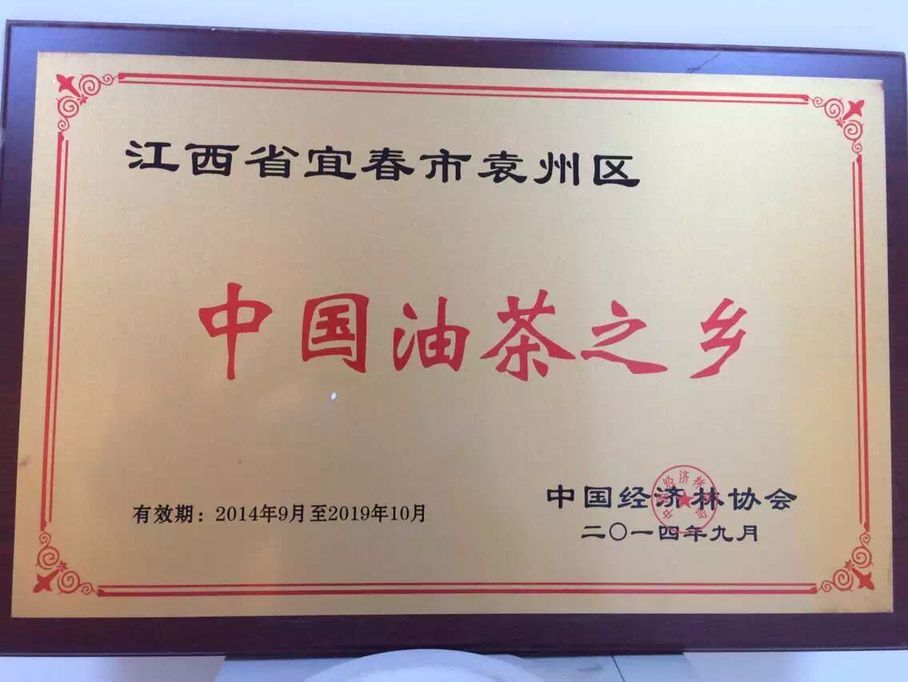 江西省宜春市袁州区
中国油茶之乡
有效期：2014年9月至2019年10月
中国经济林协会
二〇一四年九月